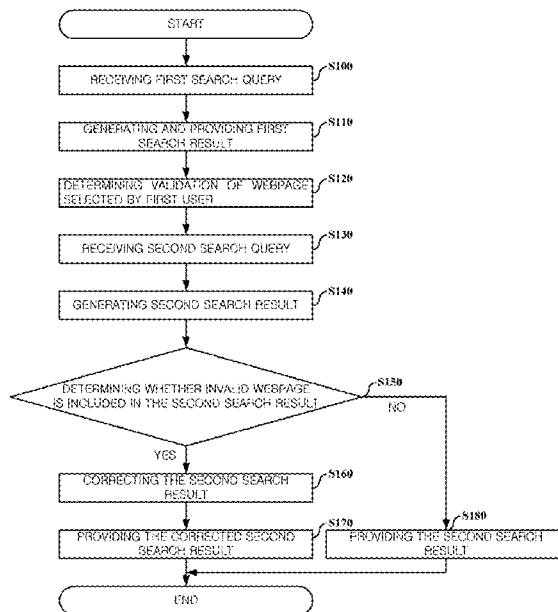 START
S100
RECEIVING FIRST SEARCH QUERY
S110
GENERATING AND PROVIDING FIRST
SEARCH RESULT
S120
DETERMINING VALIDATION OF WEBPAGE
SELECTED BY FIRST USER
S130
RECEIVING SECOND SEARCH QUERY
S140
GENERATING SECOND SEARCH RESULT
S150
DETERMINING WHETHER INVALID WEBPAGE
IS INCLUDED IN THE SECOND SEARCH RESULT
NO
YES
S160
CORRECTING THE SECOND SEARCH
RESULT
S170
PROVIDING THE CORRECTED SECOND
SEARCH RESULT
S180
PROVIDING THE SECOND SEARCH
RESULT
END